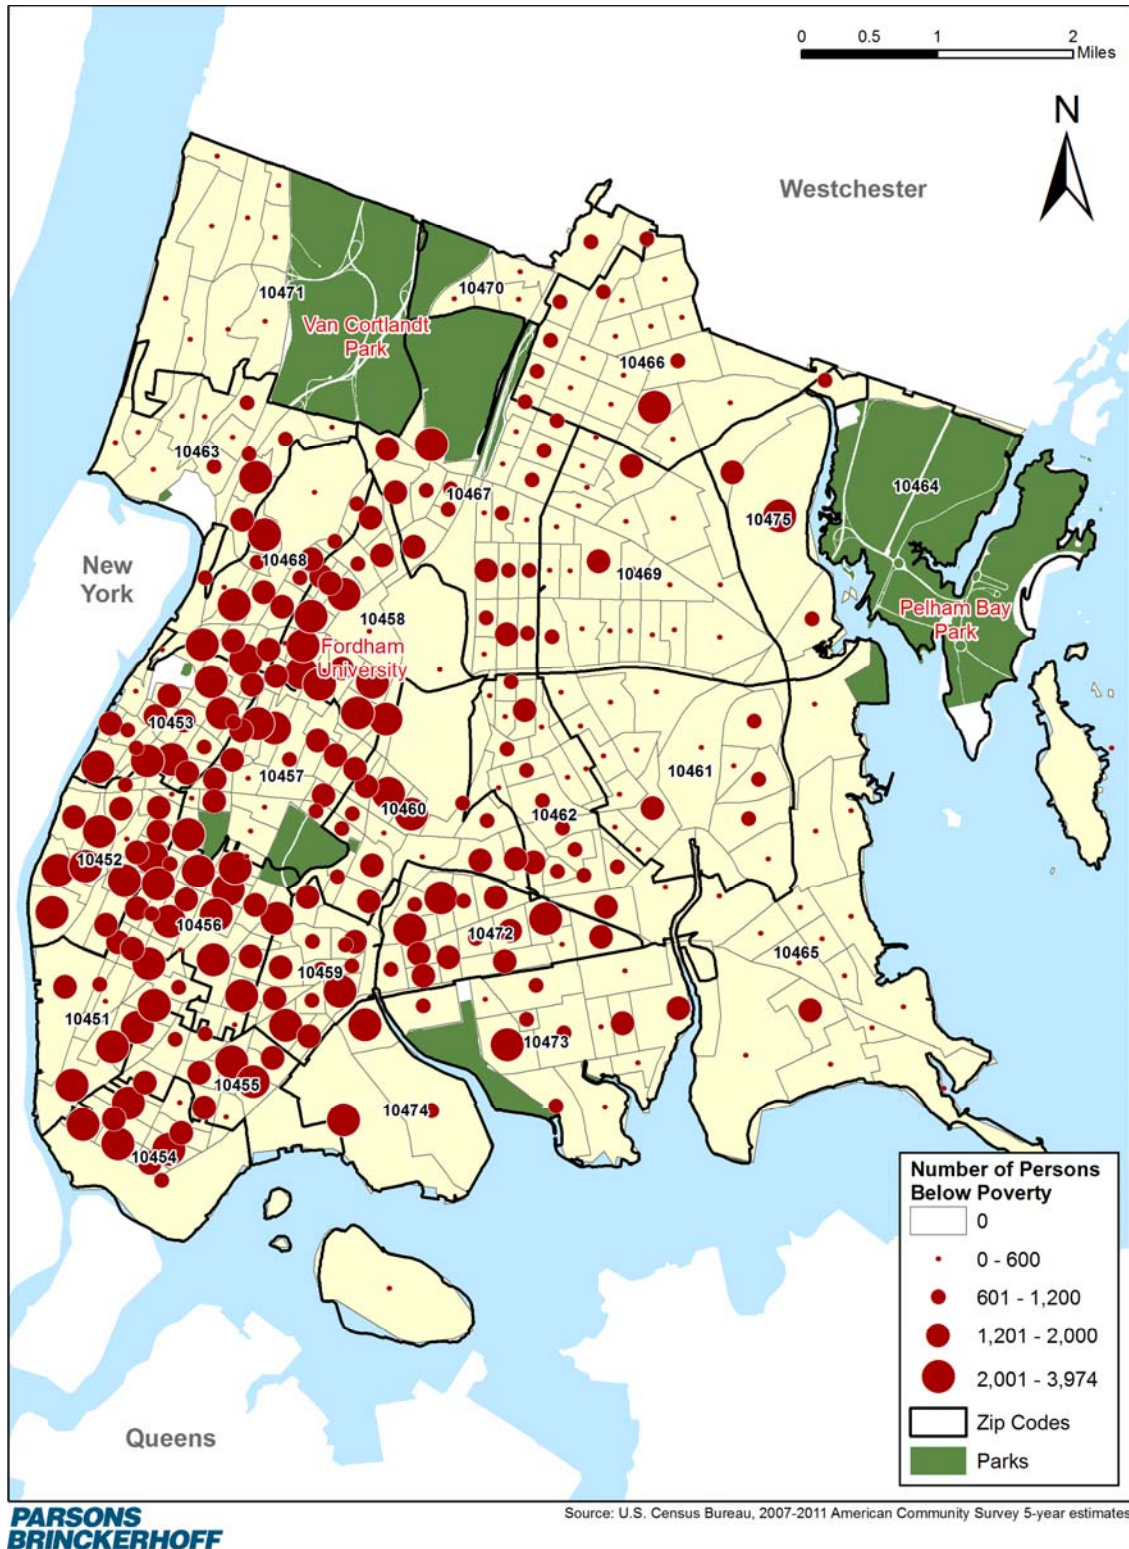 0 0.5 1 2
Miles
N
Westchester
10471
10470
Van Cortlandt
Park
10466
10463
10467
10464
10475
New
York
10468
10469
10458
Pelham Bay
Park
Fordham
University
10453
10457
10461
10460
10462
10452
10456
10472
10465
10459
10451
10473
10455
10474
10454
Queens
Number of Persons
Below Poverty
0
0 - 600
601 - 1,200
1,201 - 2,000
2,001 - 3,974
Zip Codes
Parks
PARSONS
BRINCKERHOFF
Source: U.S. Census Bureau, 2007-2011 American Community Survey 5-year estimates